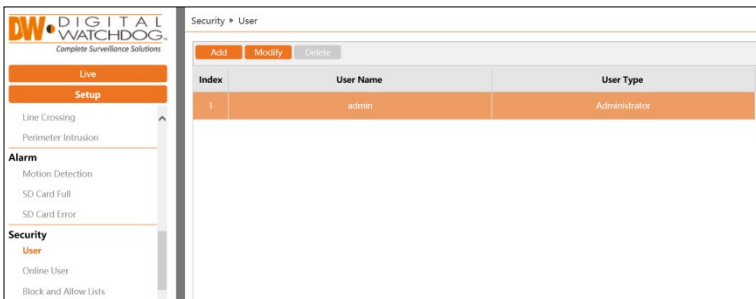 DW DIGITAL
WATCHDOG
Complete Surveillance Solutions
Live
Setup
Line Crossing
Perimeter Intrusion
Alarm
Motion Detection
SD Card Full
SD Card Error
Security
User
Online User
Block and Allow Lists
Security ▸ User
Add Modify Delete
Index User Name User Type
1 admin Administrator